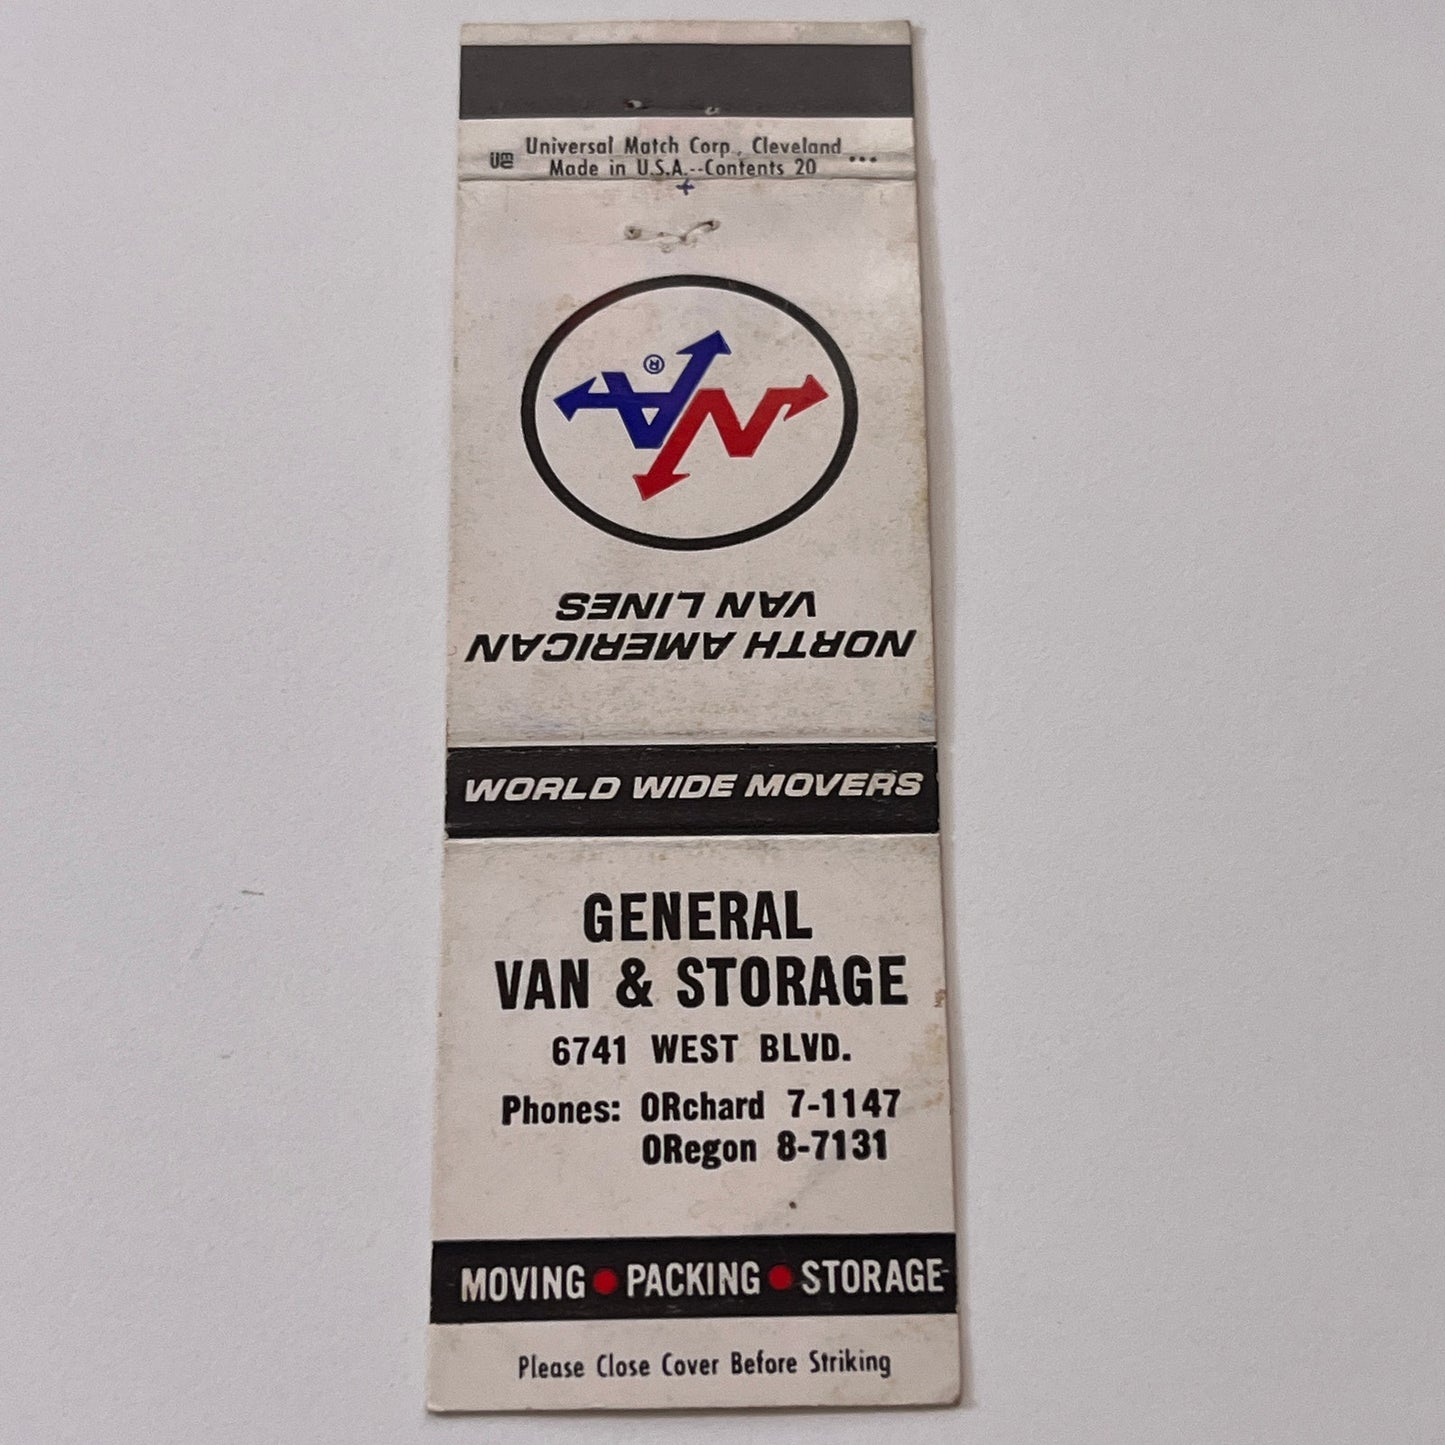 Universal Match Corp., Cleveland
Made in U.S.A.--Contents 20
NA®
NORTH AMERICAN
VAN LINES
WORLD WIDE MOVERS
GENERAL
VAN & STORAGE
6741 WEST BLVD.
Phones: ORchard 7-1147
ORegon 8-7131
MOVING • PACKING • STORAGE
Please Close Cover Before Striking